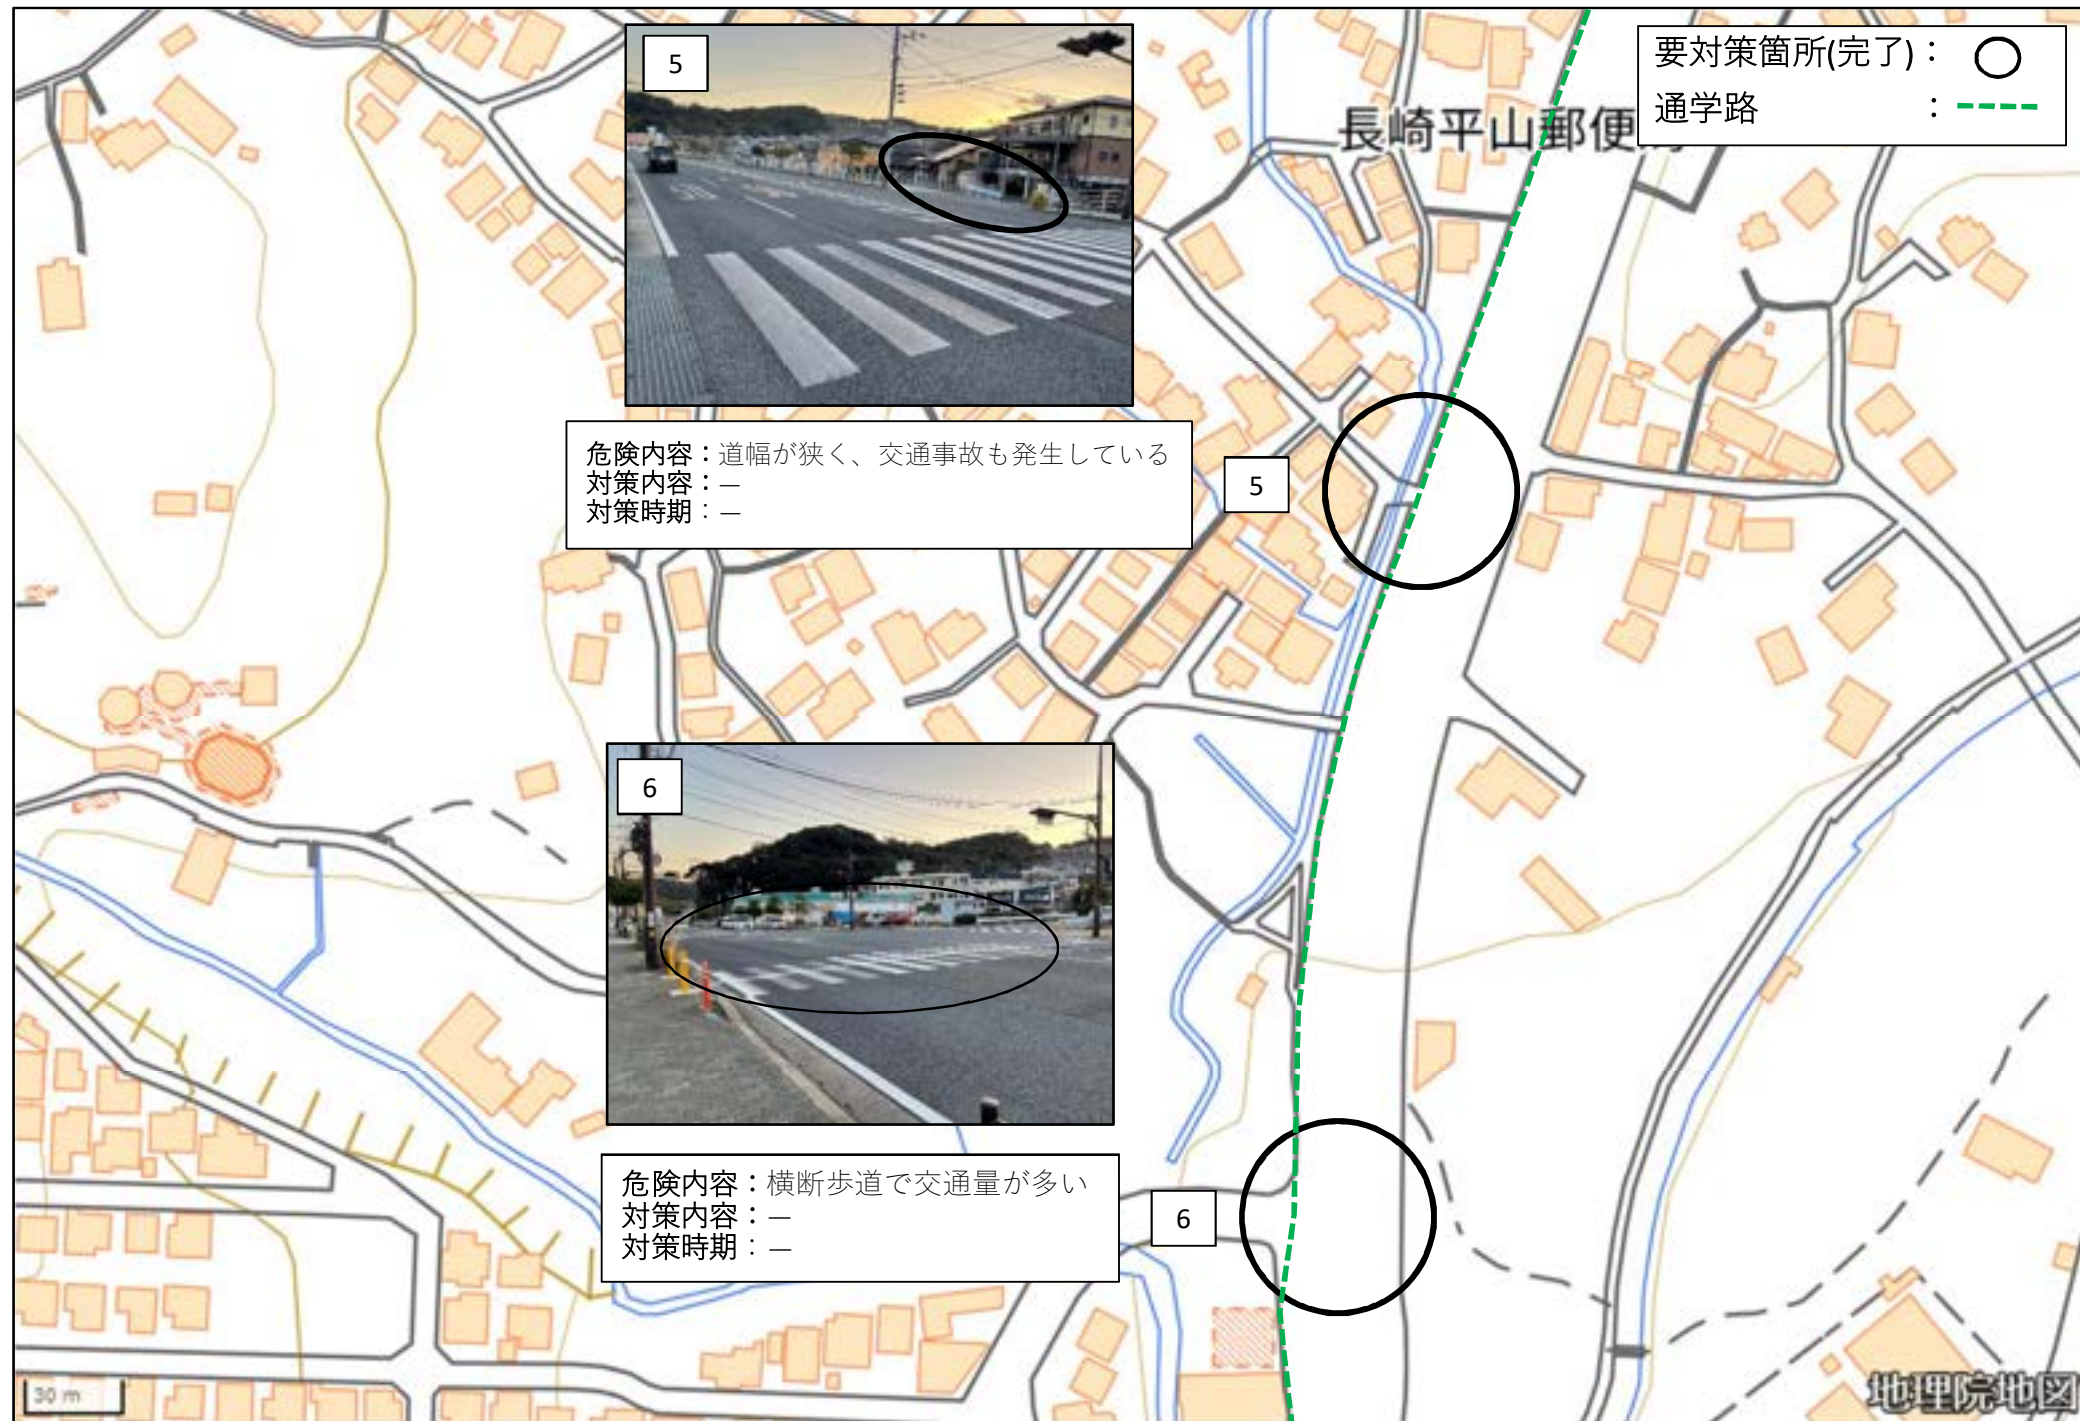 5
要対策箇所(完了)：
通学路　　　　：
長崎平山郵便
危険内容：道幅が狭く、交通事故も発生している
対策内容：―
対策時期：―
5
6
危険内容：横断歩道で交通量が多い
対策内容：―
対策時期：―
6
30 m
地理院地図